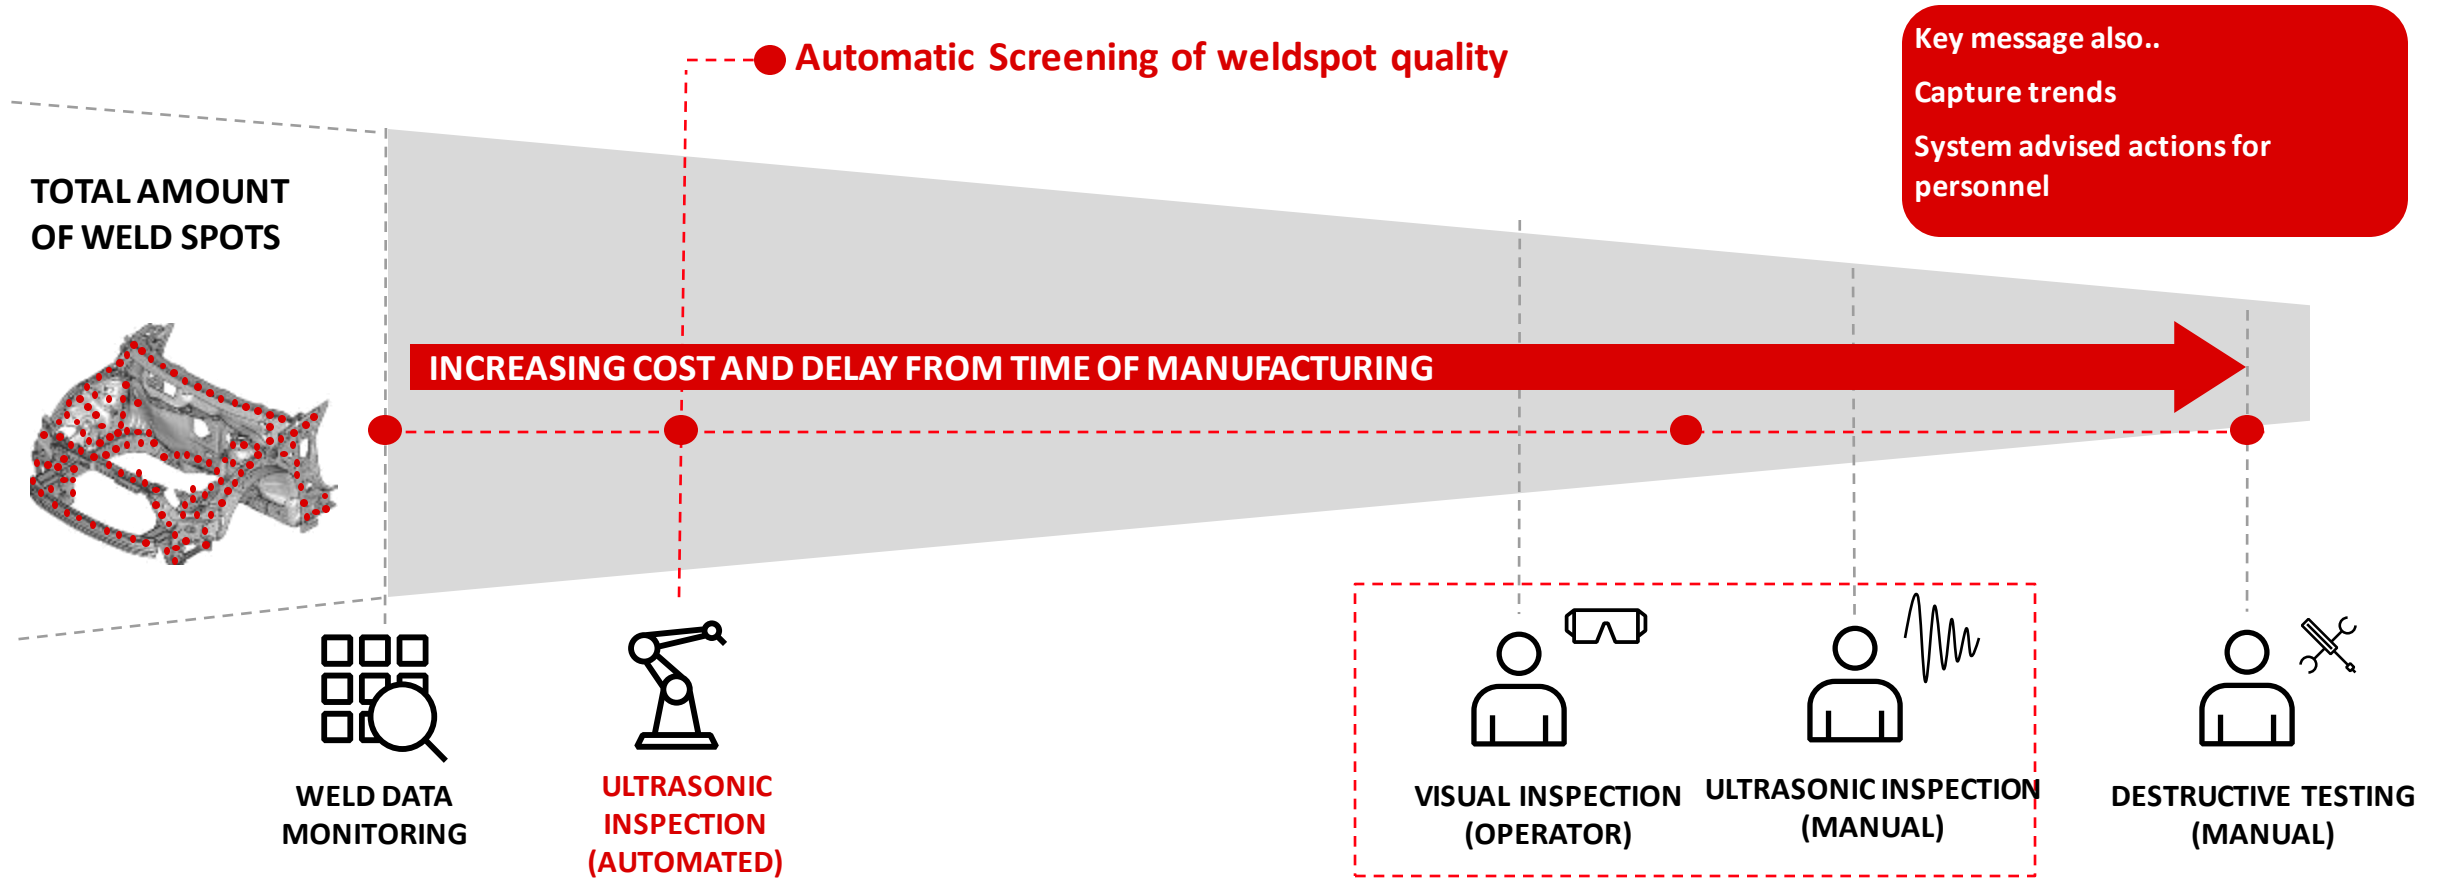 Automatic Screening of weldspot quality
Key message also..
Capture trends
System advised actions for
personnel
TOTAL AMOUNT
OF WELD SPOTS
INCREASING COST AND DELAY FROM TIME OF MANUFACTURING
WELD DATA
MONITORING
ULTRASONIC
INSPECTION
(AUTOMATED)
VISUAL INSPECTION
(OPERATOR)
ULTRASONIC INSPECTION
(MANUAL)
DESTRUCTIVE TESTING
(MANUAL)